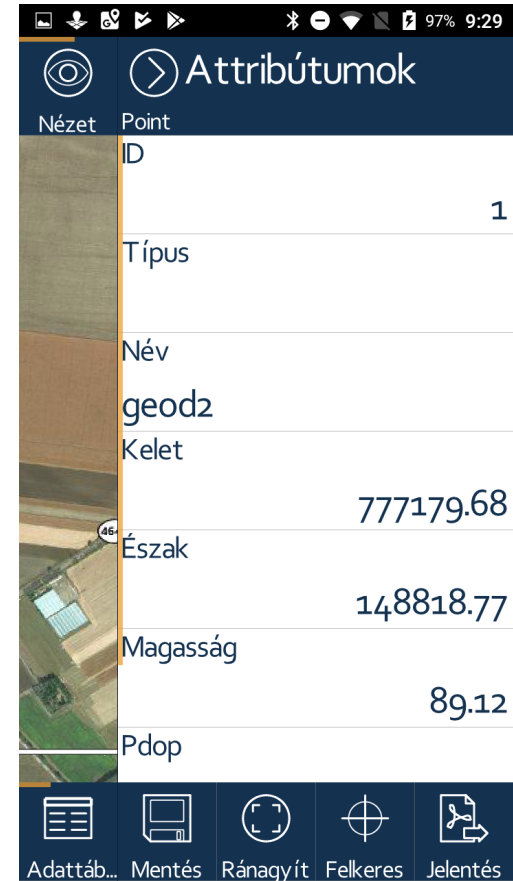 97% 9:29
Attribútumok
Nézet
Point
ID
1
Típus
Név
geod2
Kelet
777179.68
46
Észak
148818.77
Magasság
89.12
Pdop
Adattáb... Mentés Ránagyít Felkeres Jelentés